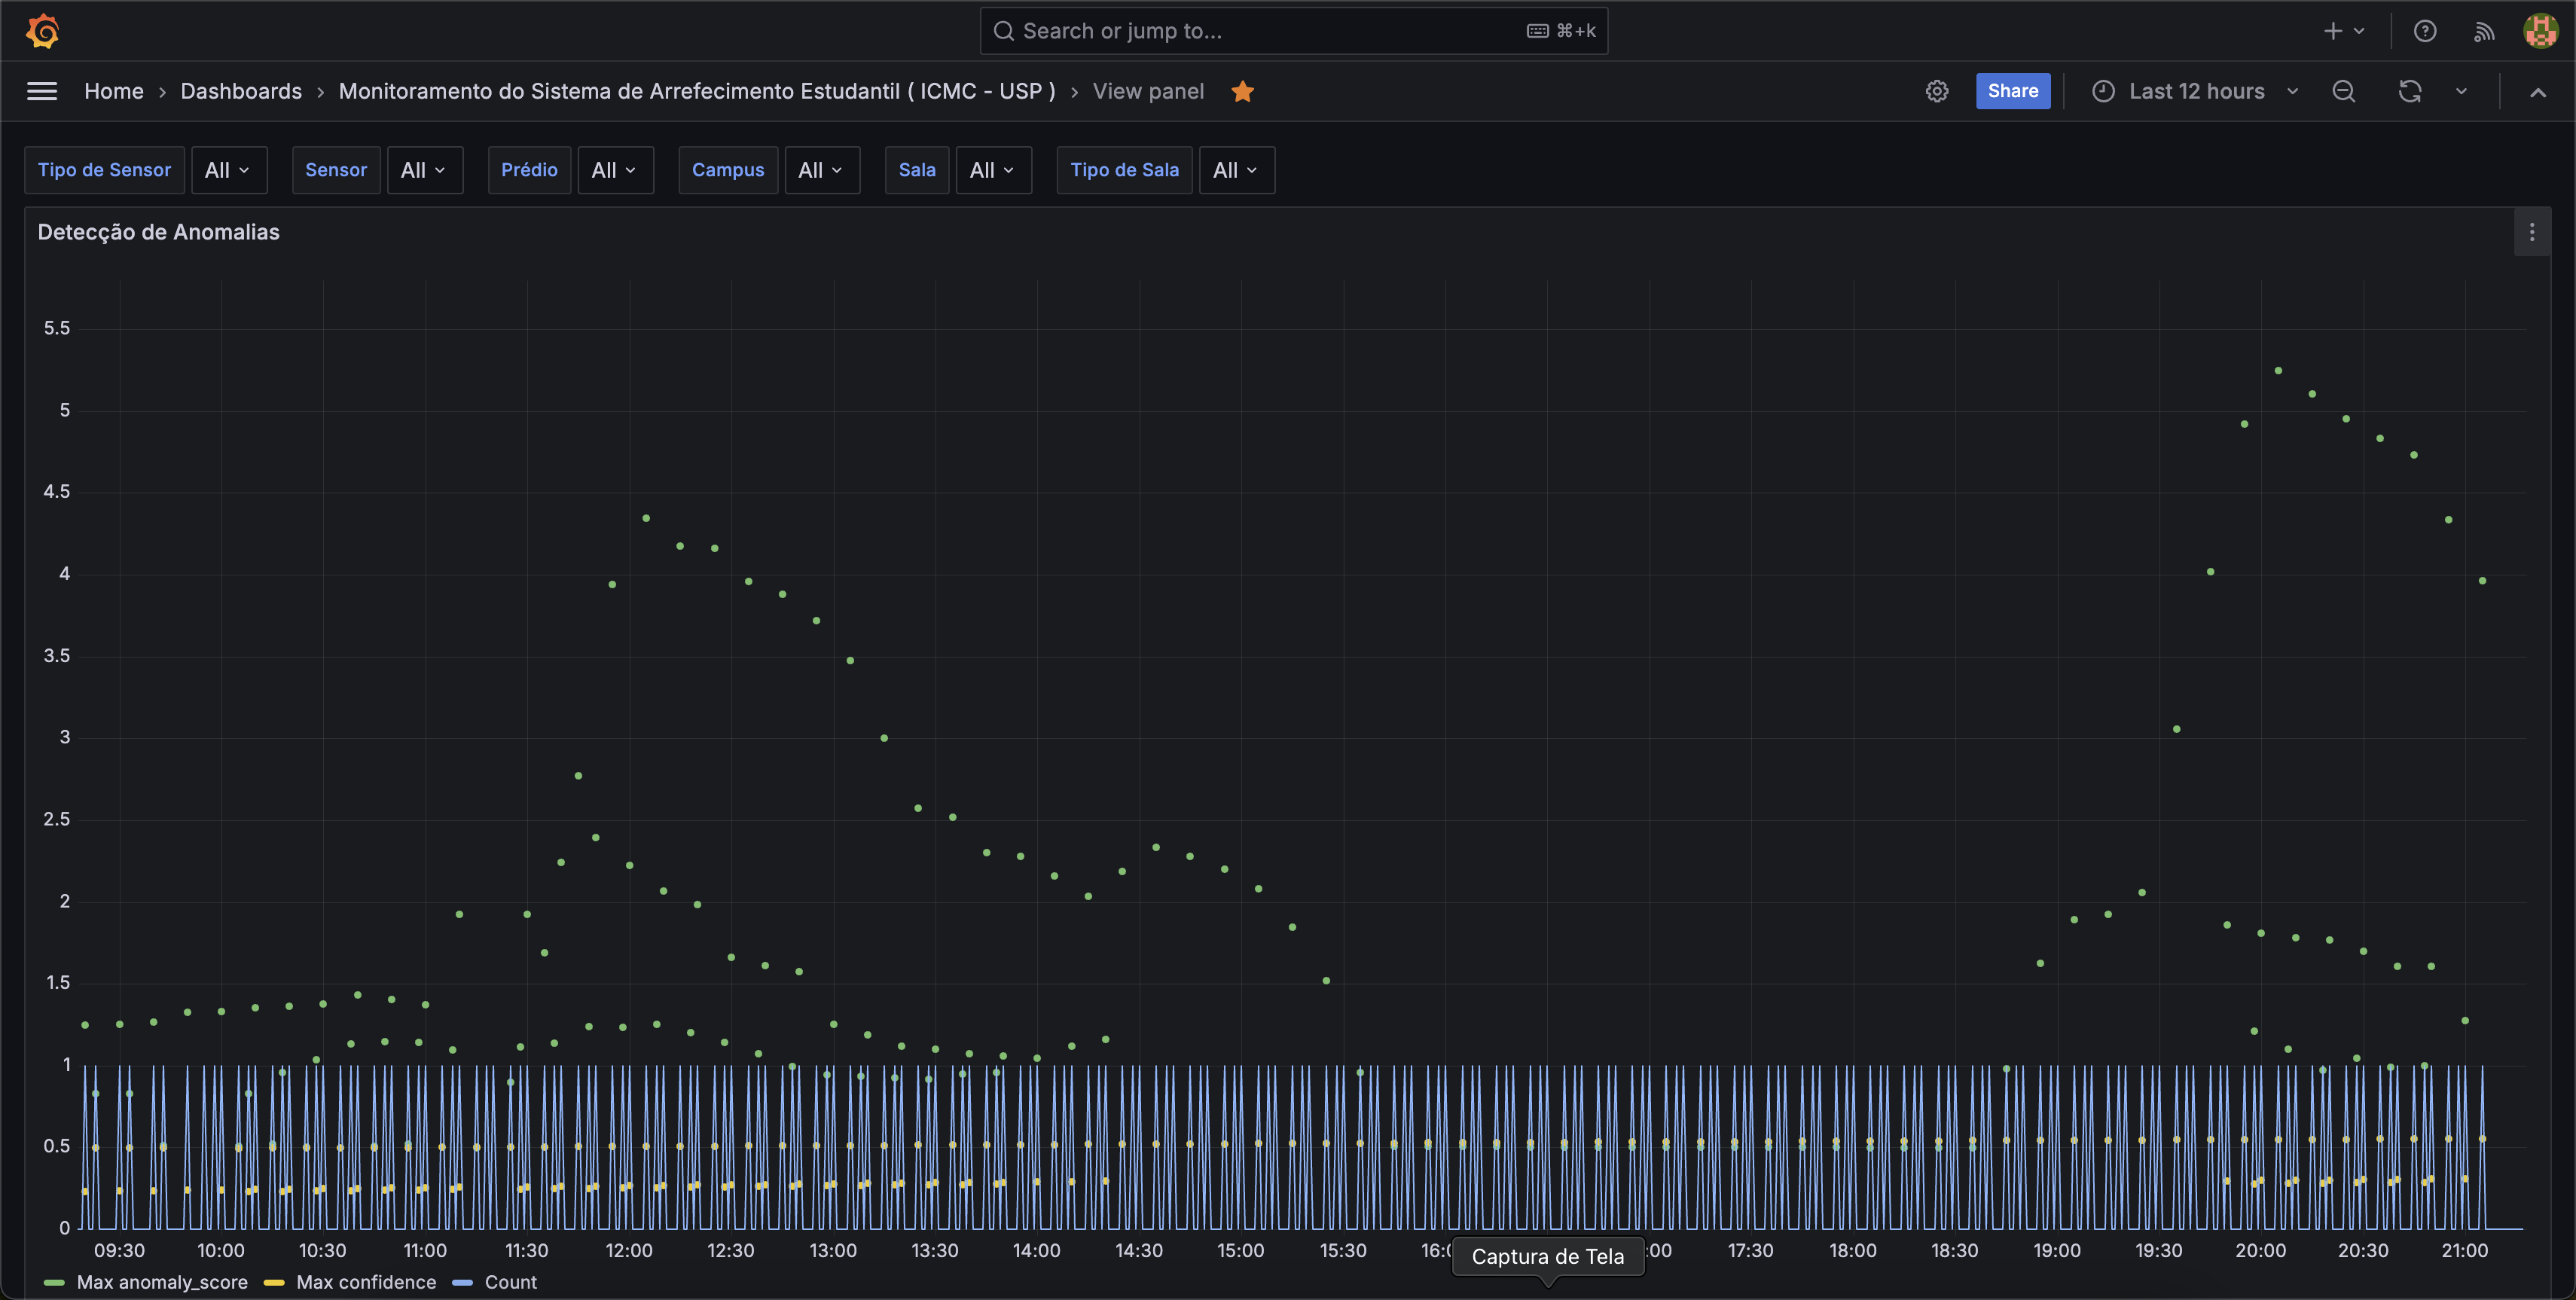 Search or jump to... ⌘+k
Home › Dashboards › Monitoramento do Sistema de Arrefecimento Estudantil ( ICMC - USP ) › View panel Share Last 12 hours
Tipo de Sensor All Sensor All Prédio All Campus All Sala All Tipo de Sala All
Detecção de Anomalias
5.5
5
4.5
4
3.5
3
2.5
2
1.5
1
0.5
0
09:30 10:00 10:30 11:00 11:30 12:00 12:30 13:00 13:30 14:00 14:30 15:00 15:30 17:30 18:00 18:30 19:00 19:30 20:00 20:30 21:00
Captura de Tela
Max anomaly_score Max confidence Count